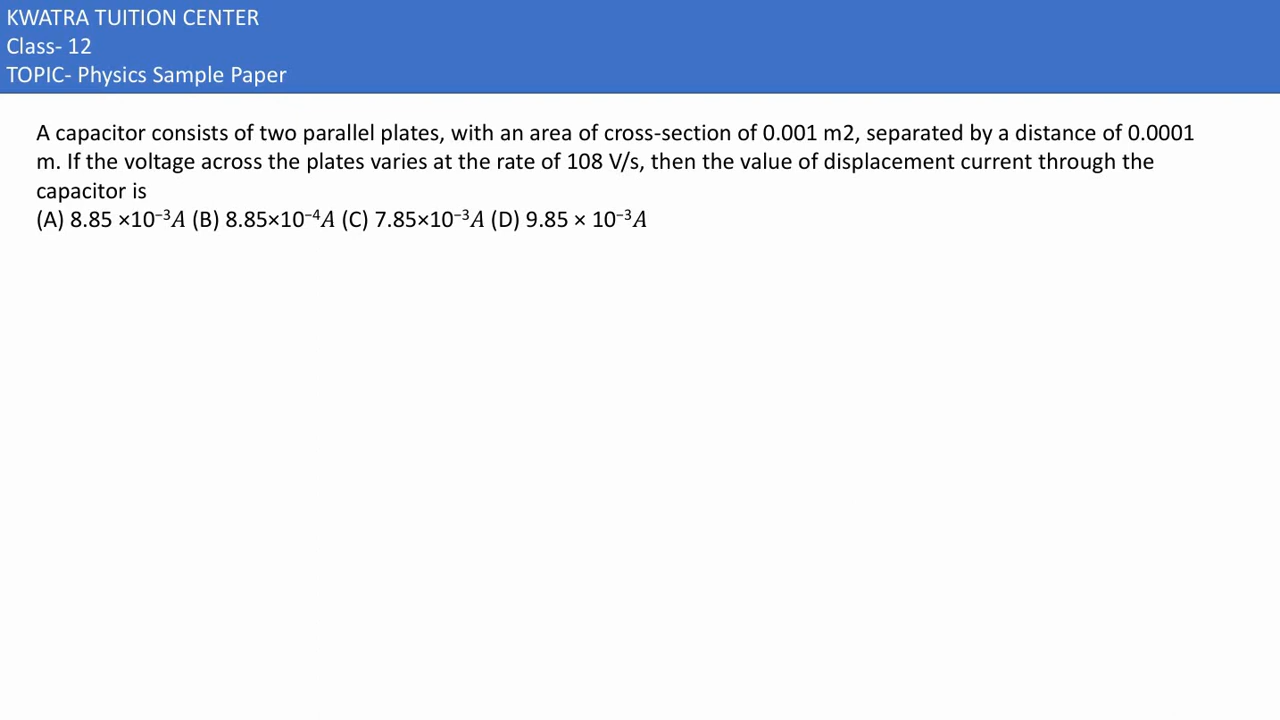 KWATRA TUITION CENTER
Class- 12
TOPIC- Physics Sample Paper
A capacitor consists of two parallel plates, with an area of cross-section of 0.001 m2, separated by a distance of 0.0001
m. If the voltage across the plates varies at the rate of 108 V/s, then the value of displacement current through the
capacitor is
(A) 8.85 ×10⁻³𝐴 (B) 8.85×10⁻⁴𝐴 (C) 7.85×10⁻³𝐴 (D) 9.85 × 10⁻³𝐴